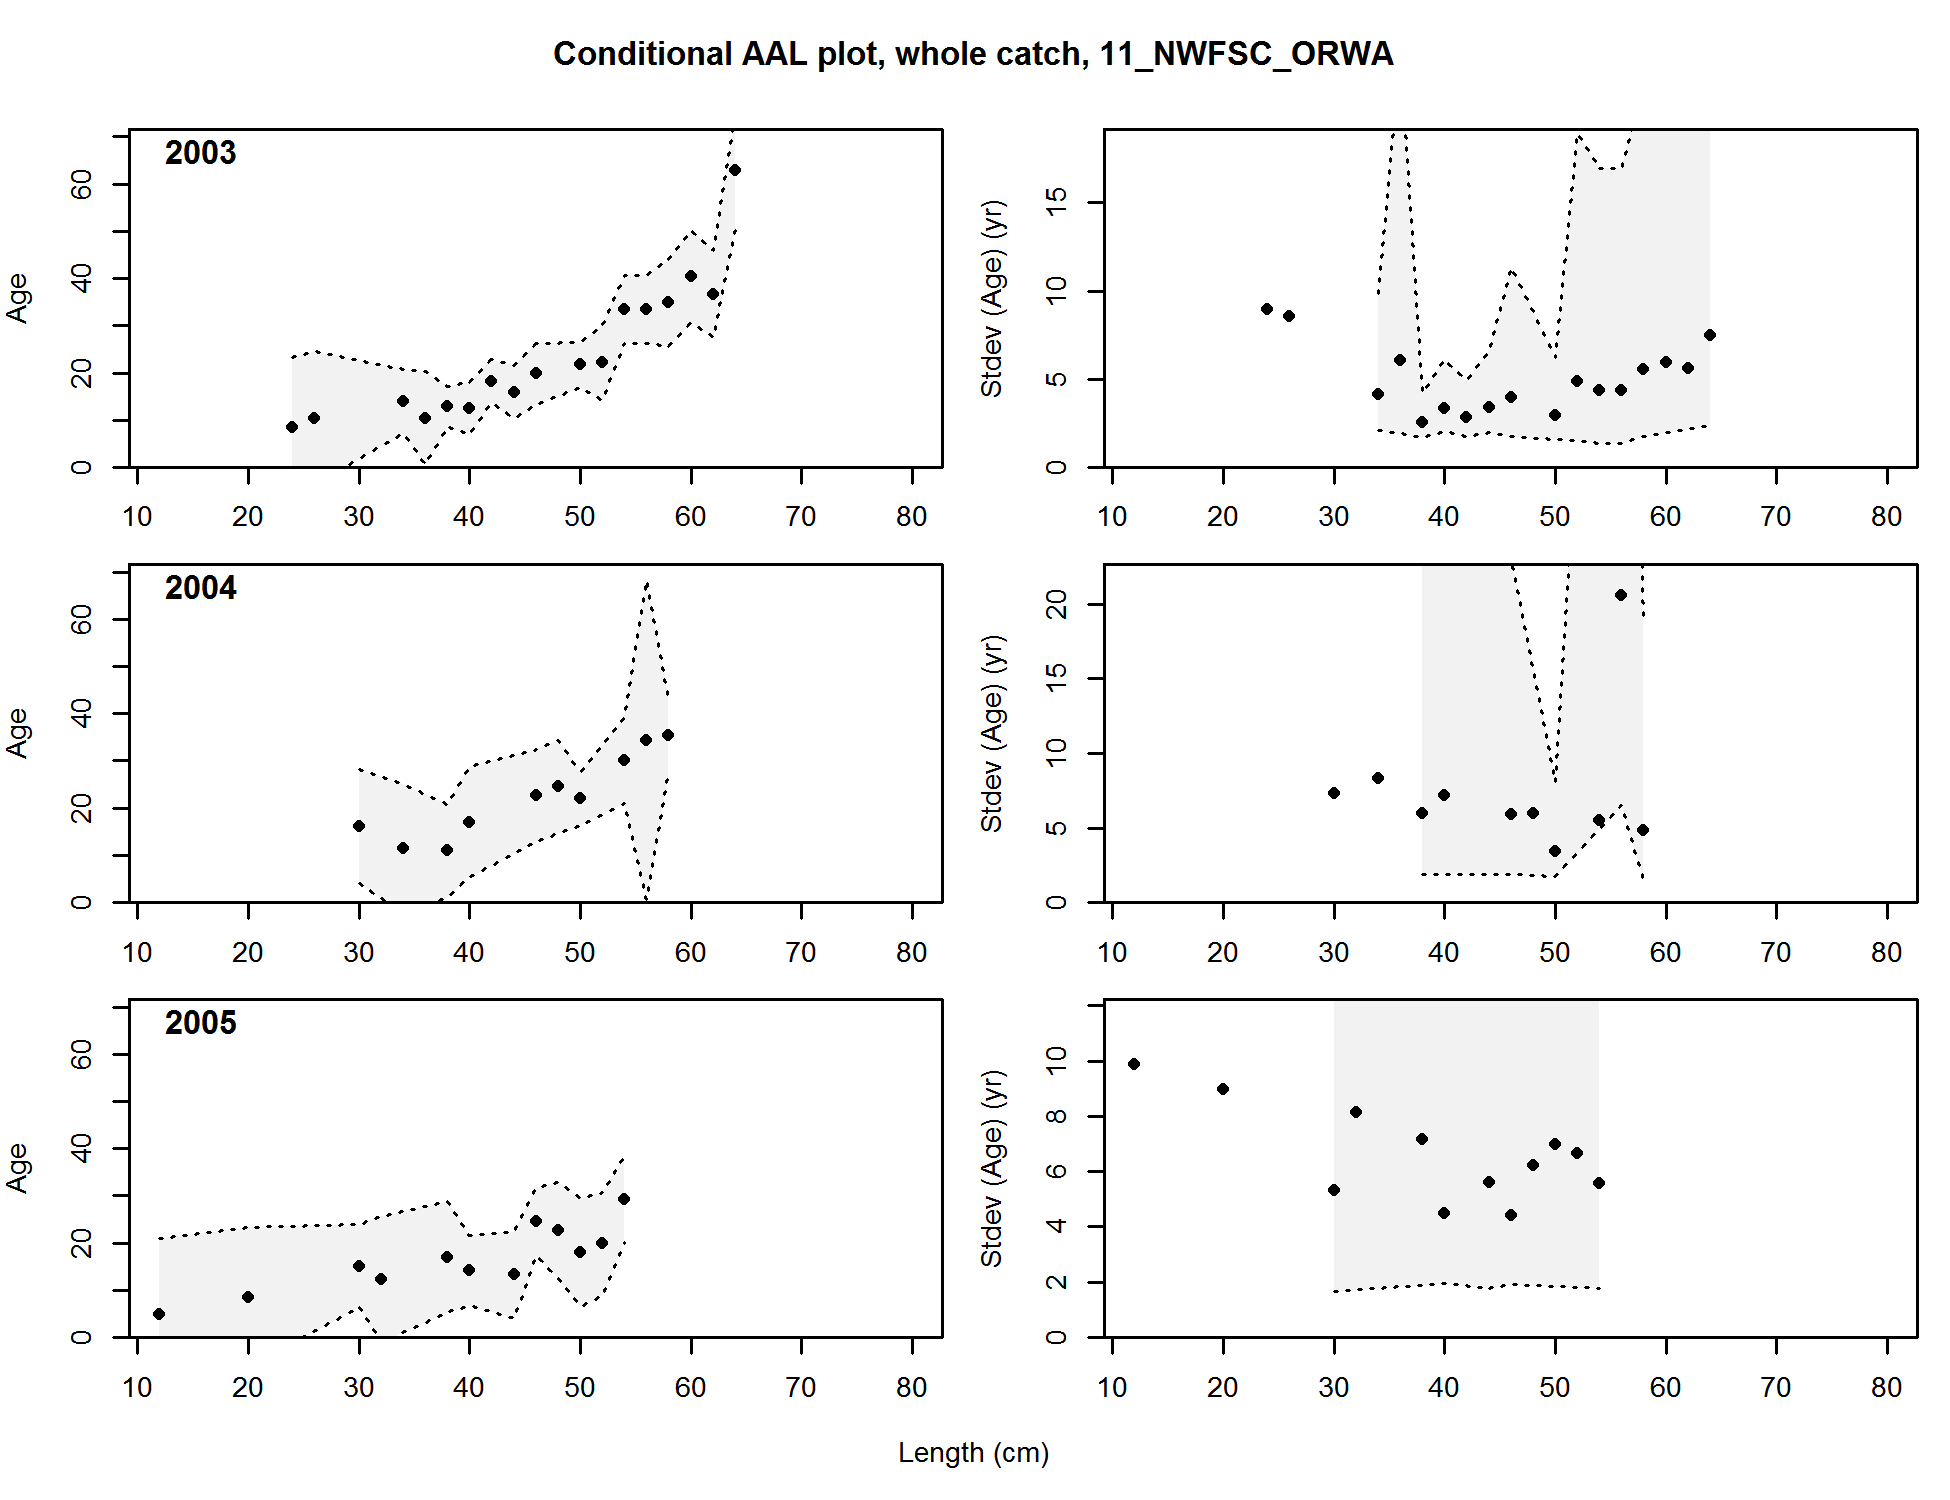 Conditional AAL plot, whole catch, 11_NWFSC_ORWA
2003
Age
0 20 40 60
10 20 30 40 50 60 70 80
Stdev (Age) (yr)
0 5 10 15
10 20 30 40 50 60 70 80
2004
Age
0 20 40 60
10 20 30 40 50 60 70 80
Stdev (Age) (yr)
0 5 10 15 20
10 20 30 40 50 60 70 80
2005
Age
0 20 40 60
10 20 30 40 50 60 70 80
Stdev (Age) (yr)
0 2 4 6 8 10
10 20 30 40 50 60 70 80
Length (cm)